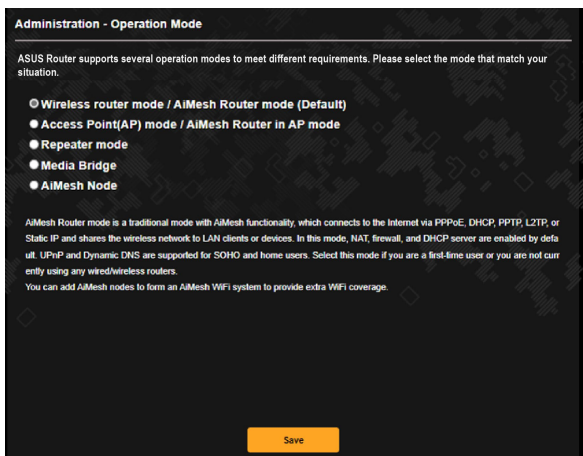 Administration - Operation Mode
ASUS Router supports several operation modes to meet different requirements. Please select the mode that match your
situation.
Wireless router mode / AiMesh Router mode (Default)
Access Point(AP) mode / AiMesh Router in AP mode
Repeater mode
Media Bridge
AiMesh Node
AiMesh Router mode is a traditional mode with AiMesh functionality, which connects to the Internet via PPPoE, DHCP, PPTP, L2TP, or
Static IP and shares the wireless network to LAN clients or devices. In this mode, NAT, firewall, and DHCP server are enabled by defa
ult. UPnP and Dynamic DNS are supported for SOHO and home users. Select this mode if you are a first-time user or you are not curr
ently using any wired/wireless routers.
You can add AiMesh nodes to form an AiMesh WiFi system to provide extra WiFi coverage.
Save